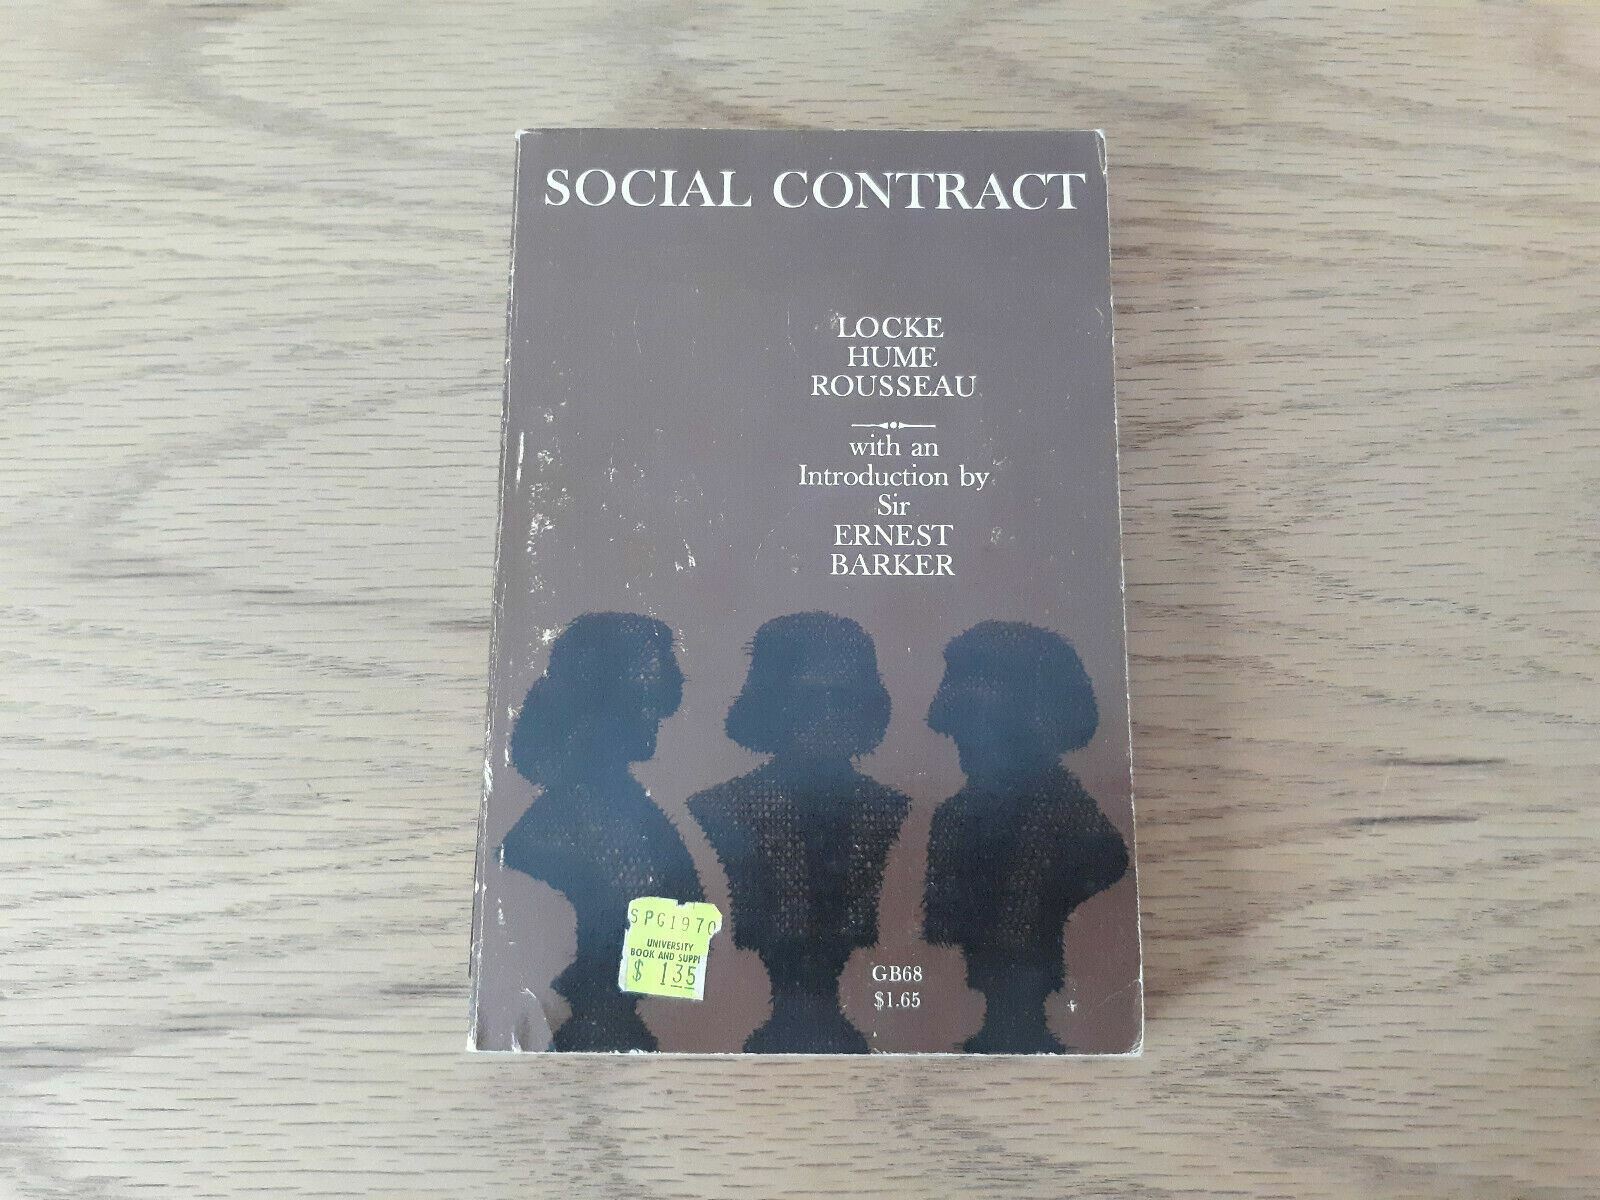 SOCIAL CONTRACT
LOCKE
HUME
ROUSSEAU
with an
Introduction by
Sir
ERNEST
BARKER
SPG1970
UNIVERSITY
BOOK AND SUPPL
$ 1.35
GB68
$1.65